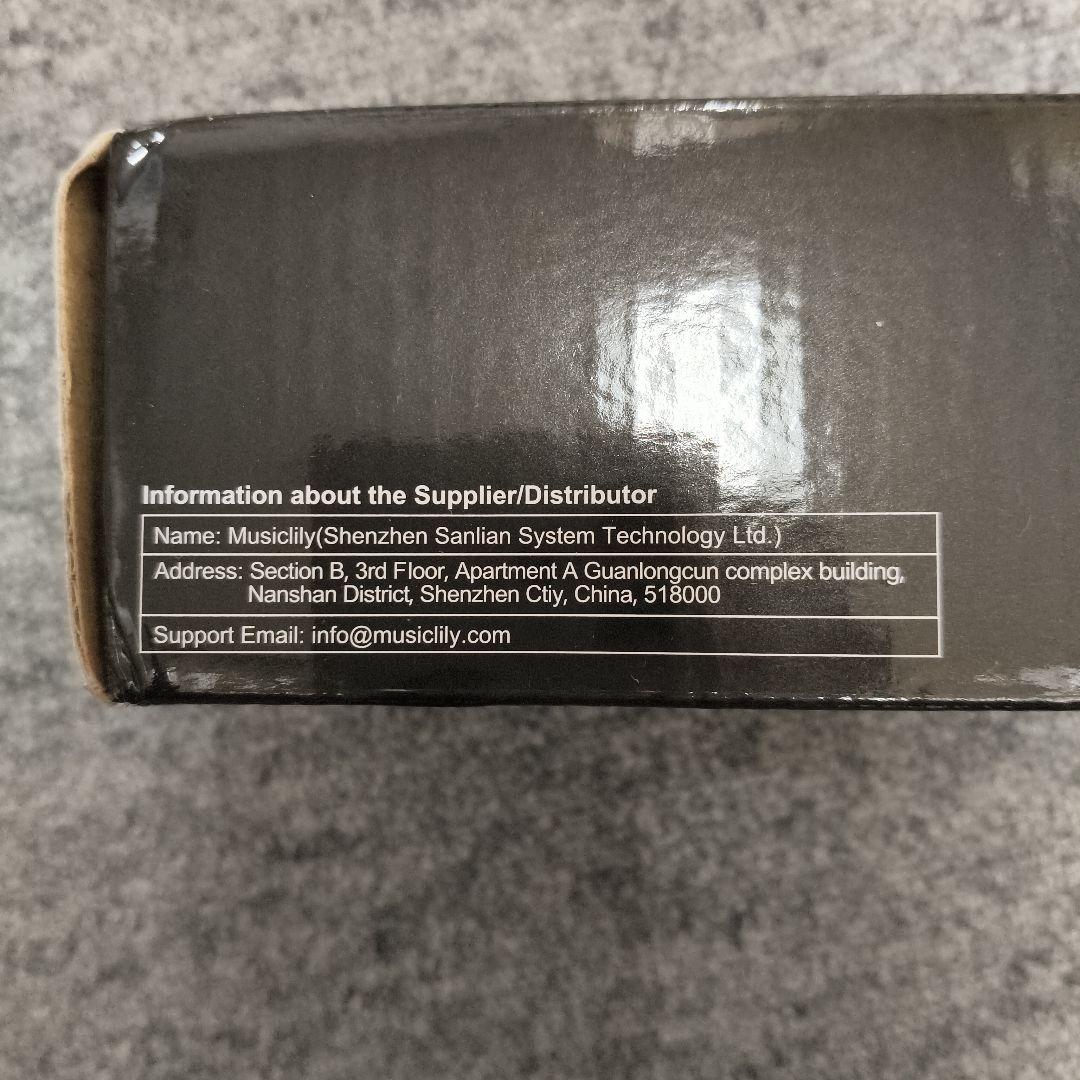 Information about the Supplier/Distributor
Name: Musiclily(Shenzhen Sanlian System Technology Ltd.)
Address: Section B, 3rd Floor, Apartment A Guanlongcun complex building,
Nanshan District, Shenzhen Ctiy, China, 518000
Support Email: info@musiclily.com